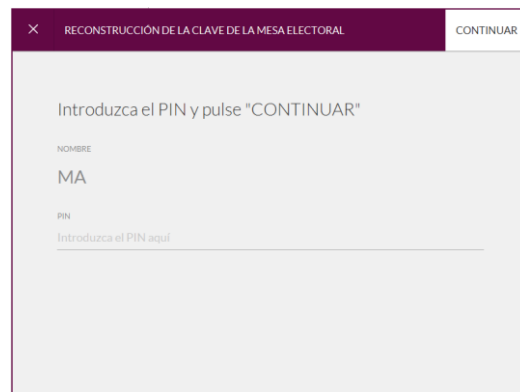 RECONSTRUCCIÓN DE LA CLAVE DE LA MESA ELECTORAL
CONTINUAR
Introduzca el PIN y pulse "CONTINUAR"
NOMBRE
MA
PIN
Introduzca el PIN aquí